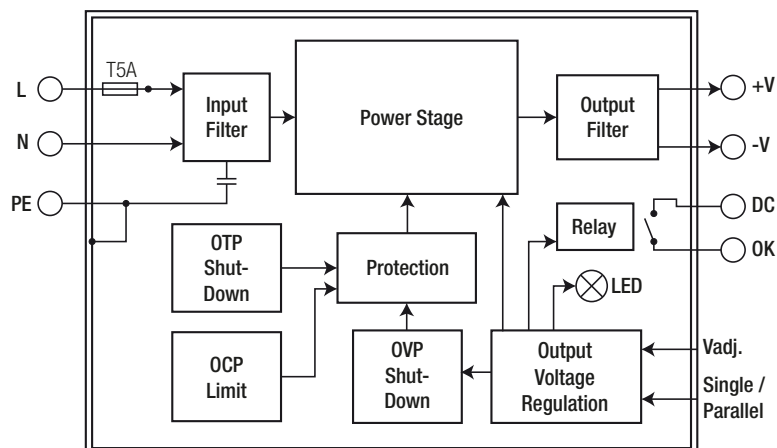 T5A
L
Input
Filter
Power Stage
Output
Filter
+V
N
-V
PE
DC
Relay
OK
OTP
Shut-
Down
Protection
LED
OCP
Limit
OVP
Shut-
Down
Output
Voltage
Regulation
Vadj.
Single /
Parallel